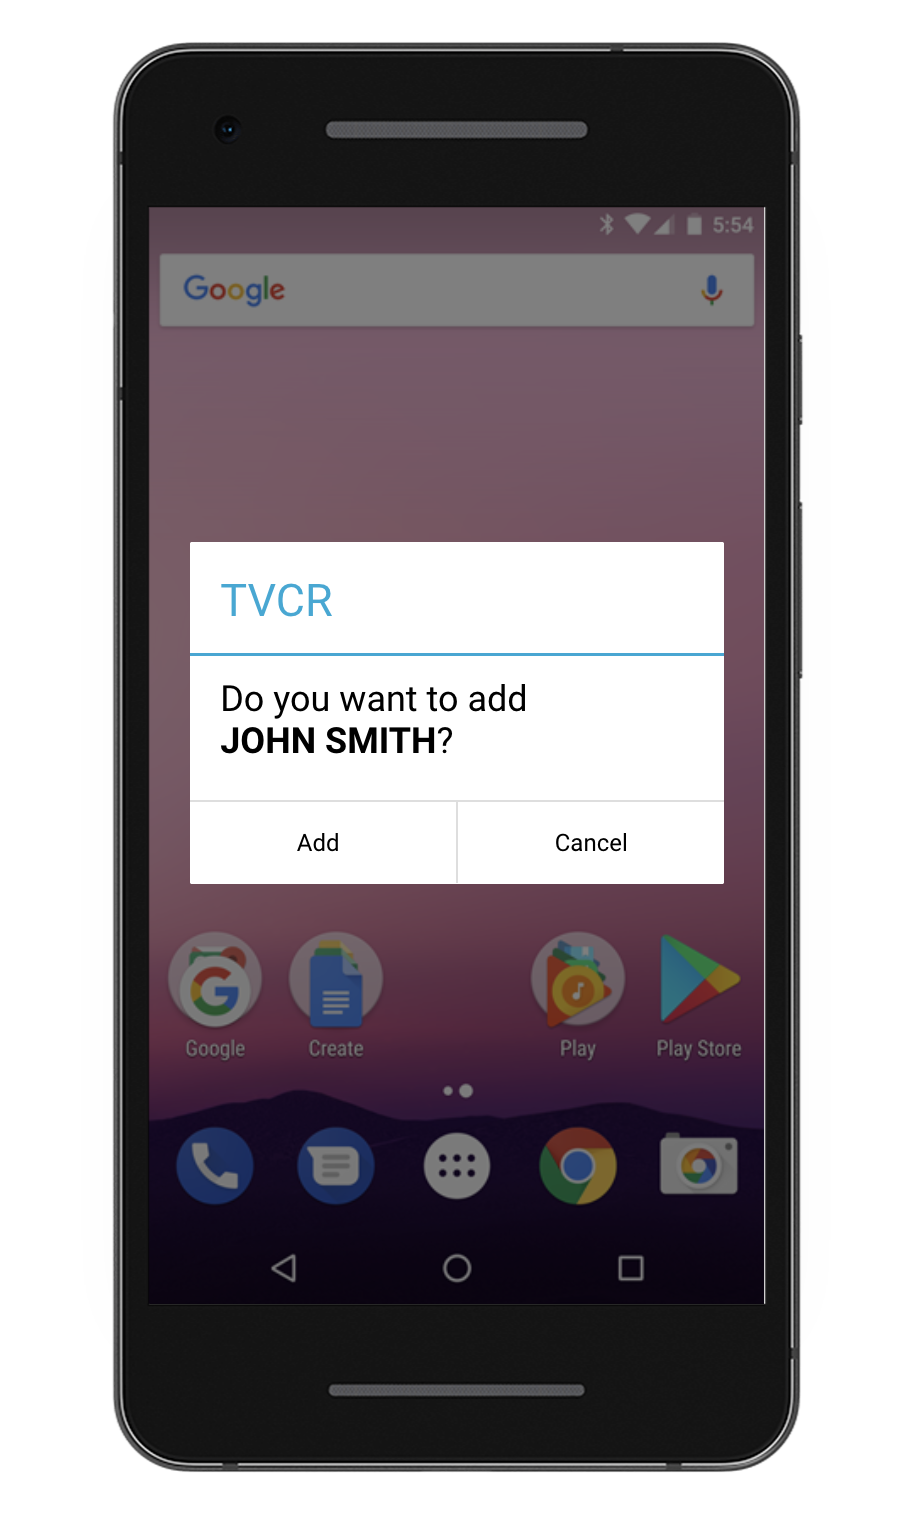 5:54
Google
TVCR
Do you want to add
JOHN SMITH?
Add Cancel
Google Create Play Play Store